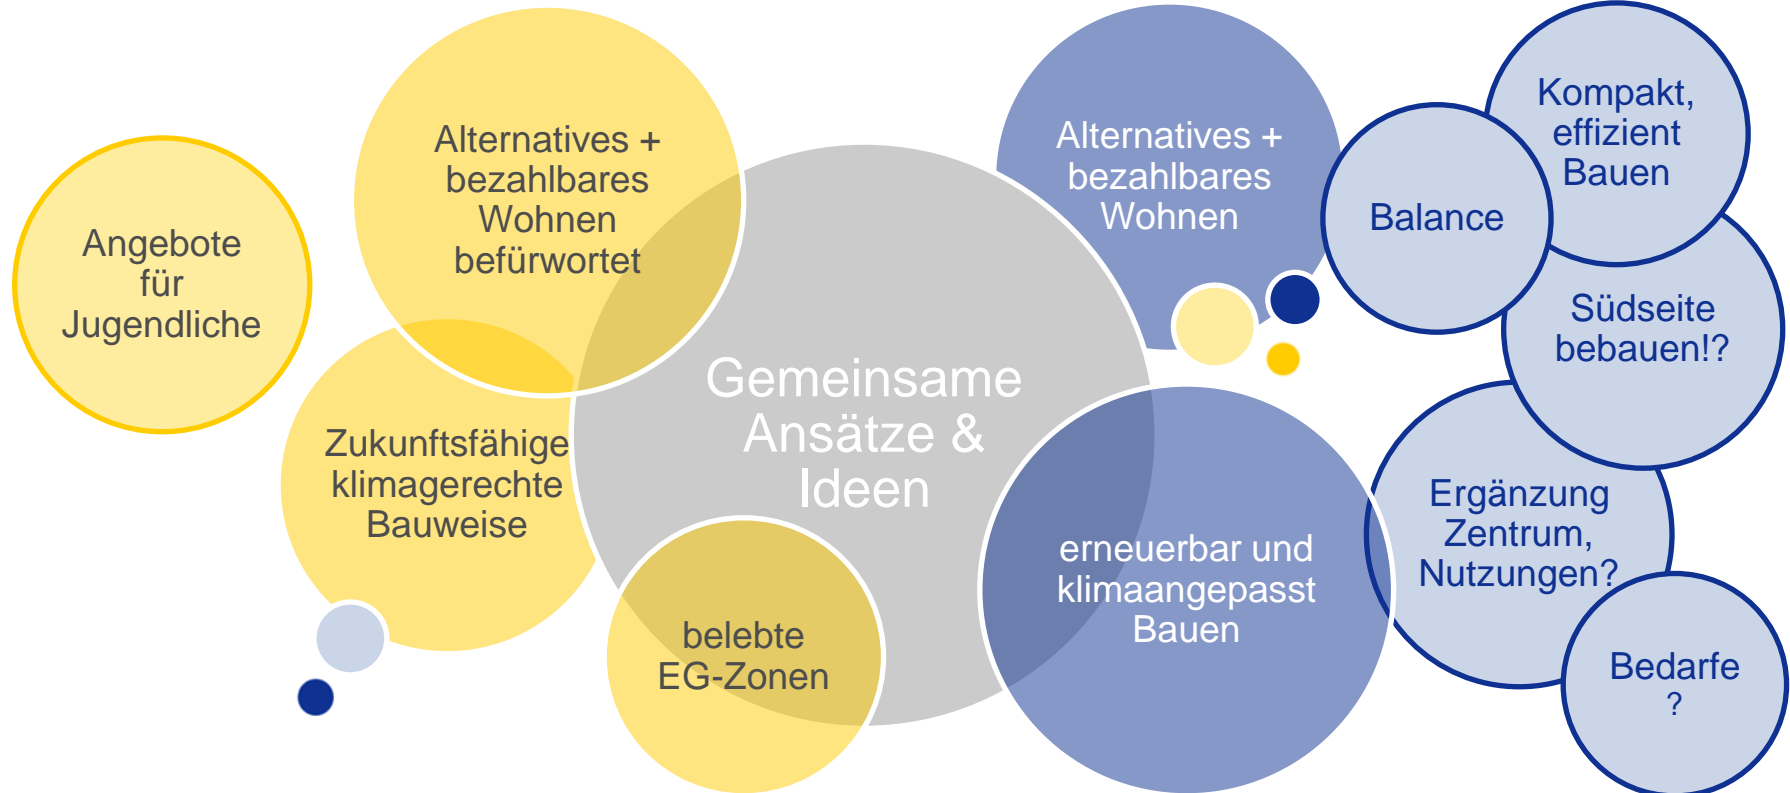 Angebote
für
Jugendliche
Alternatives +
bezahlbares
Wohnen
befürwortet
Zukunftsfähige
klimagerechte
Bauweise
belebte
EG-Zonen
Gemeinsame
Ansätze &
Ideen
Alternatives +
bezahlbares
Wohnen
erneuerbar und
klimaangepasst
Bauen
Balance
Kompakt,
effizient
Bauen
Südseite
bebauen!?
Ergänzung
Zentrum,
Nutzungen?
Bedarfe
?